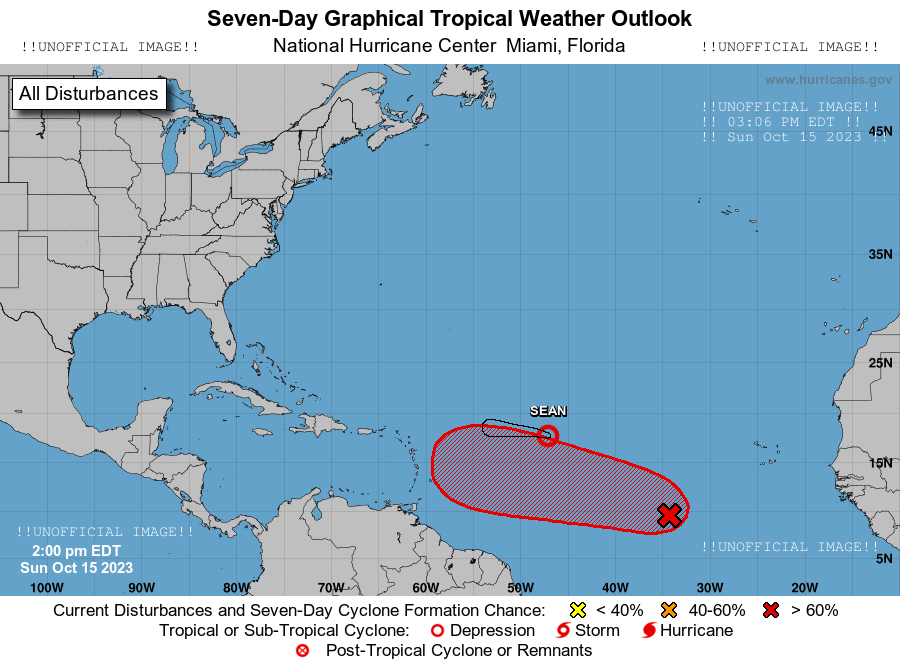 Seven-Day Graphical Tropical Weather Outlook
!!UNOFFICIAL IMAGE!! National Hurricane Center Miami, Florida !!UNOFFICIAL IMAGE!!
www.hurricanes.gov
All Disturbances
!!UNOFFICIAL IMAGE!!
!! 03:06 PM EDT !!
!! Sun Oct 15 2023 !!
45N
35N
25N
SEAN
15N
!!UNOFFICIAL IMAGE!!
2:00 pm EDT
Sun Oct 15 2023
!!UNOFFICIAL IMAGE!!
5N
100W 90W 80W 70W 60W 50W 40W 30W 20W
Current Disturbances and Seven-Day Cyclone Formation Chance: < 40% 40-60% > 60%
Tropical or Sub-Tropical Cyclone: Depression Storm Hurricane
Post-Tropical Cyclone or Remnants